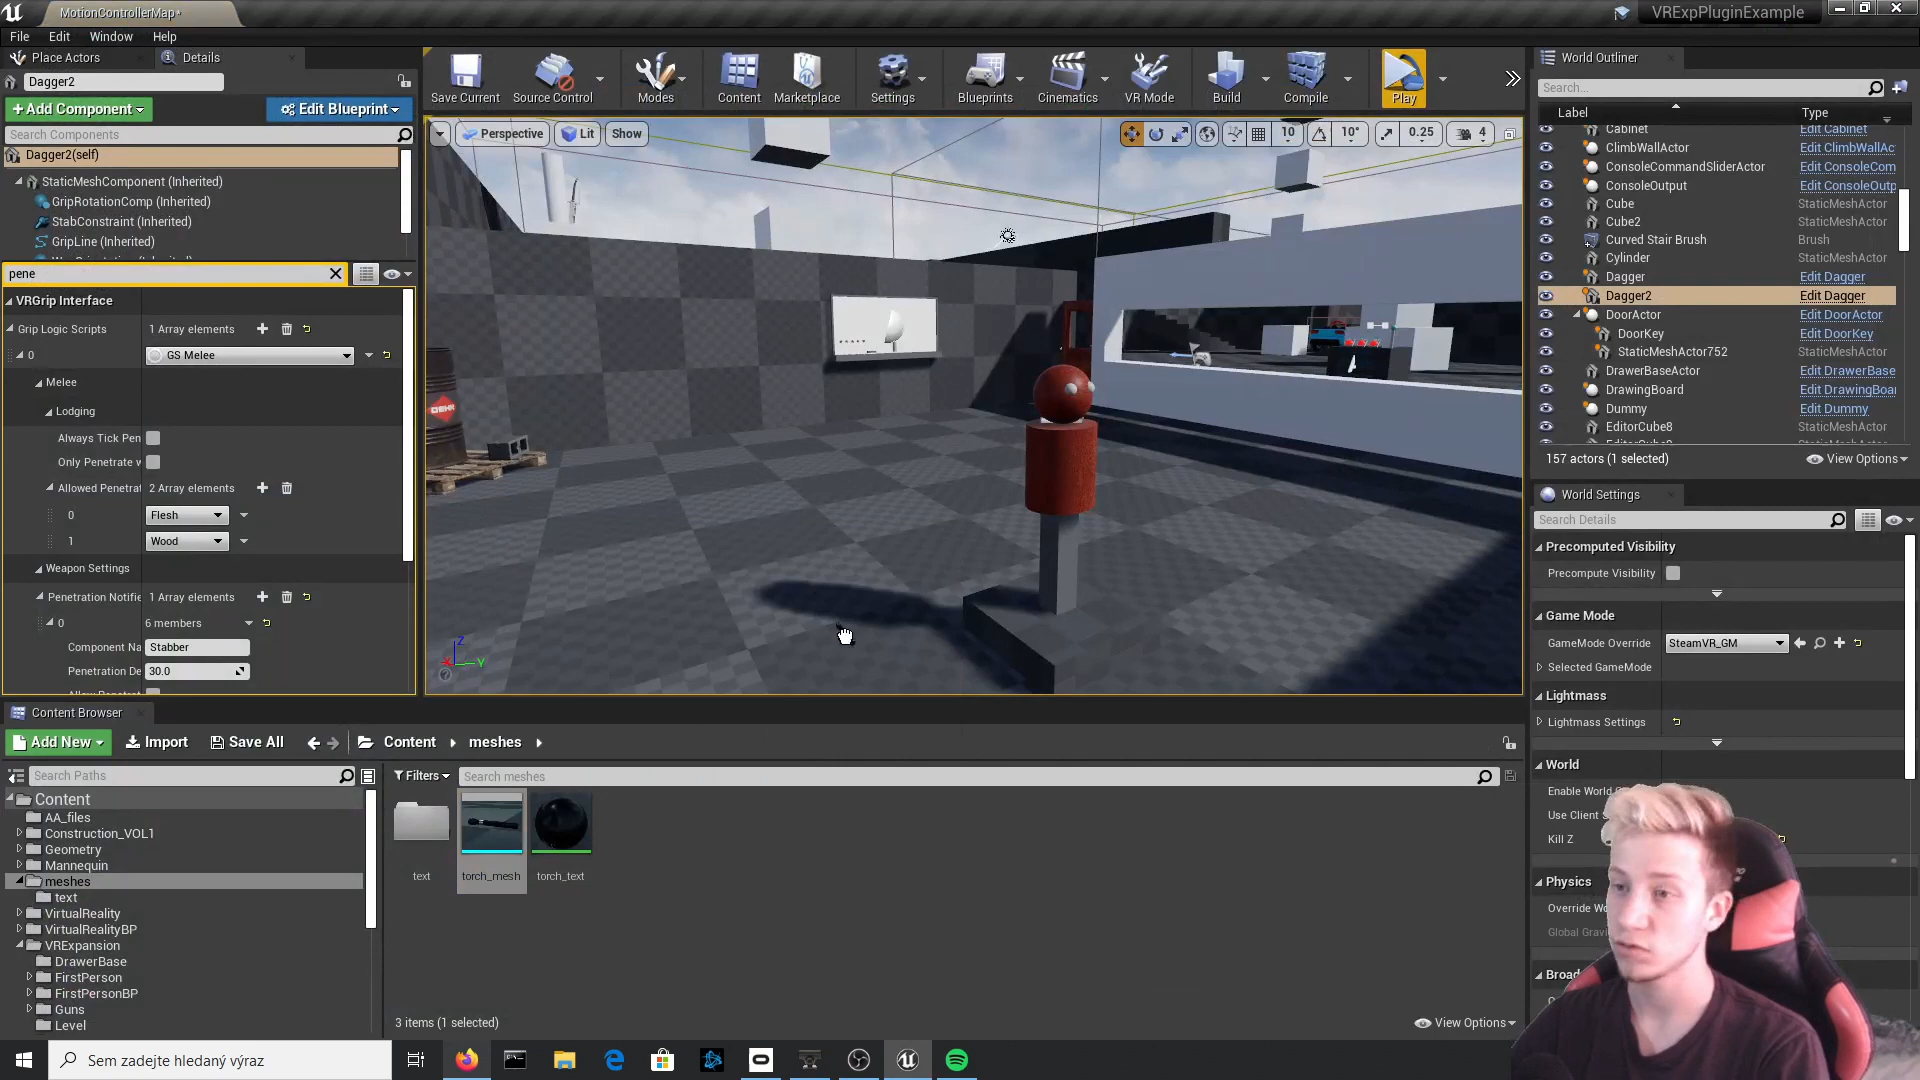 MotionControllerMap*
VRExpPluginExample
File Edit Window Help
Place Actors
Details
Dagger2
+Add Component
Edit Blueprint
Search Components
Dagger2(self)
StaticMeshComponent (Inherited)
GripRotationComp (Inherited)
StabConstraint (Inherited)
GripLine (Inherited)
pene
VRGrip Interface
Grip Logic Scripts 1 Array elements
0 GS Melee
Melee
Lodging
Always Tick Pen
Only Penetrate w
Allowed Penetrat 2 Array elements
0 Flesh
1 Wood
Weapon Settings
Penetration Notifie 1 Array elements
0 6 members
Component Na Stabber
Penetration De 30.0
Save Current
Source Control
Modes
Content
Marketplace
Settings
Blueprints
Cinematics
VR Mode
Build
Compile
Play
Perspective
Lit
Show
10
10°
0.25
4
Z
Y
World Outliner
Search...
Label Type
Cabinet Edit Cabinet
ClimbWallActor Edit ClimbWallAc
ConsoleCommandSliderActor Edit ConsoleCom
ConsoleOutput Edit ConsoleOutp
Cube StaticMeshActor
Cube2 StaticMeshActor
Curved Stair Brush Brush
Cylinder StaticMeshActor
Dagger Edit Dagger
Dagger2 Edit Dagger
DoorActor Edit DoorActor
DoorKey Edit DoorKey
StaticMeshActor752 StaticMeshActor
DrawerBaseActor Edit DrawerBase
DrawingBoard Edit DrawingBoar
Dummy Edit Dummy
EditorCube8 StaticMeshActor
157 actors (1 selected)
View Options
World Settings
Search Details
Precomputed Visibility
Precompute Visibility
Game Mode
GameMode Override SteamVR_GM
Selected GameMode
Lightmass
Lightmass Settings
World
Enable World
Use Client S
Kill Z
Physics
Override Wo
Global Gravi
Broad
Content Browser
Add New
Import
Save All
Content
meshes
Search Paths
Filters
Search meshes
Content
AA_files
Construction_VOL1
Geometry
Mannequin
meshes
text
VirtualReality
VirtualRealityBP
VRExpansion
DrawerBase
FirstPerson
FirstPersonBP
Guns
Level
text
torch_mesh
torch_text
3 items (1 selected)
View Options
Sem zadejte hledaný výraz